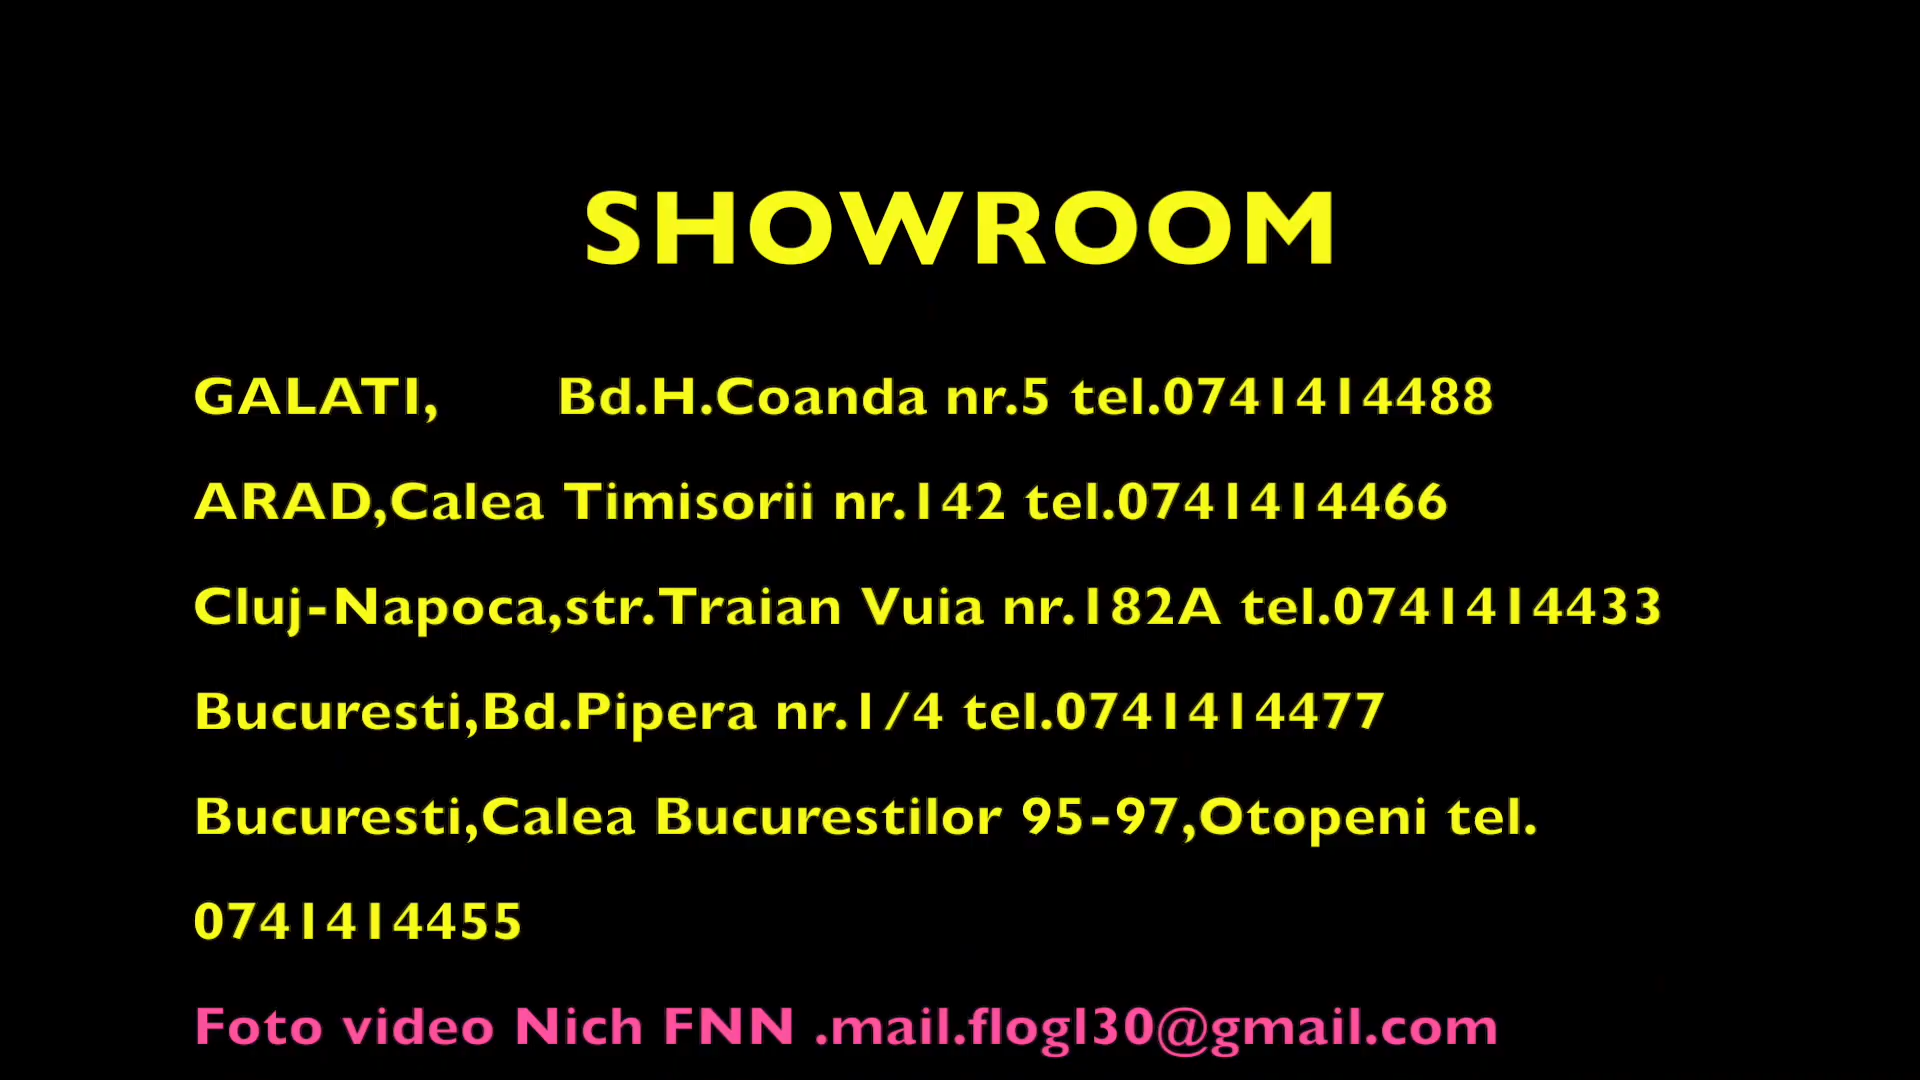 SHOWROOM
GALATI, Bd.H.Coanda nr.5 tel.0741414488
ARAD,Calea Timisorii nr.142 tel.0741414466
Cluj-Napoca,str.Traian Vuia nr.182A tel.0741414433
Bucuresti,Bd.Pipera nr.1/4 tel.0741414477
Bucuresti,Calea Bucurestilor 95-97,Otopeni tel.
0741414455
Foto video Nich FNN .mail.flogl30@gmail.com